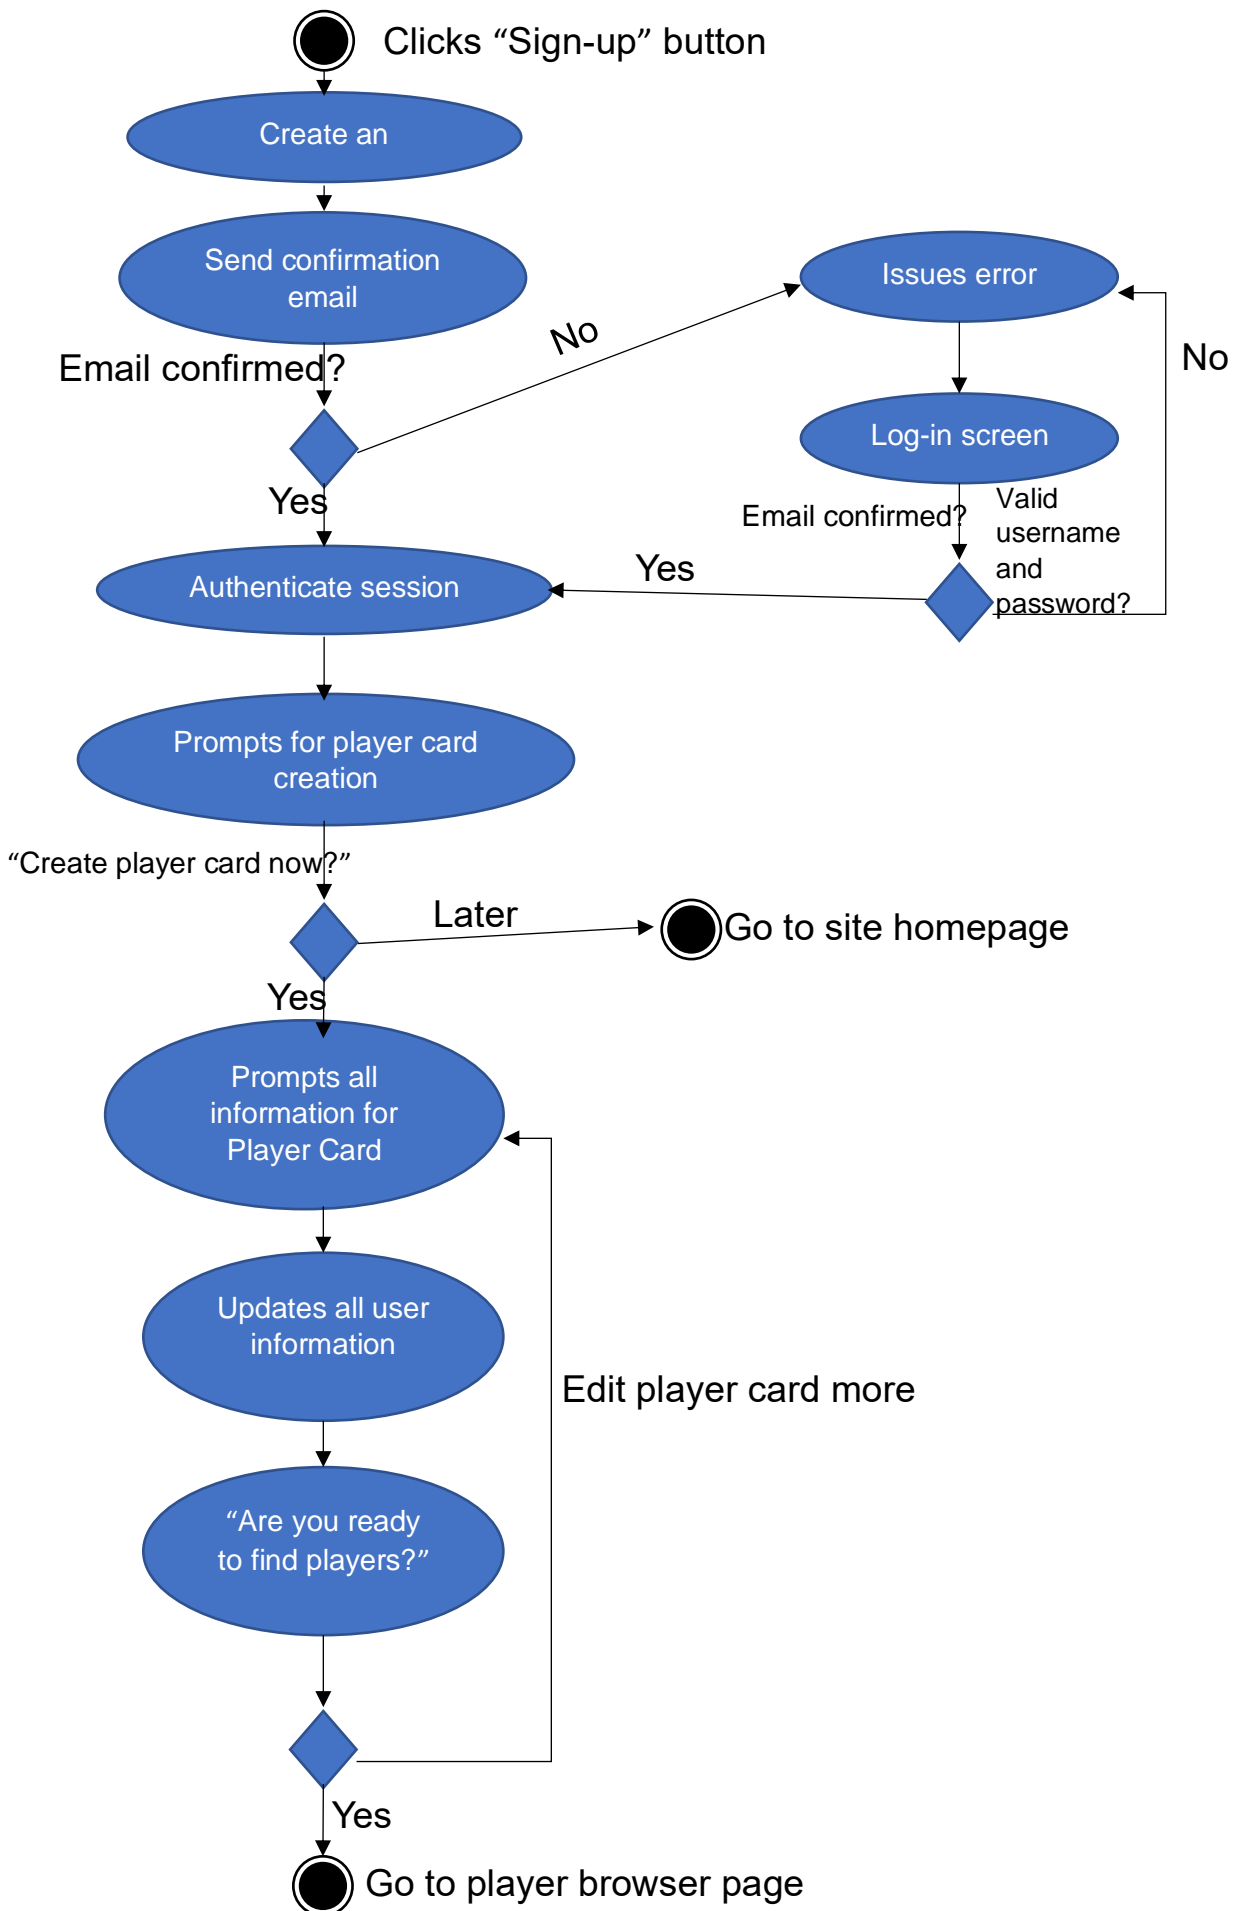 Clicks “Sign-up” button
Create an
Send confirmation
email
Issues error
No
No
Email confirmed?
Log-in screen
Yes
Email confirmed?
Valid
username
and
password?
Yes
Authenticate session
Prompts for player card
creation
“Create player card now?”
Later
Go to site homepage
Yes
Prompts all
information for
Player Card
Updates all user
information
Edit player card more
“Are you ready
to find players?”
Yes
Go to player browser page